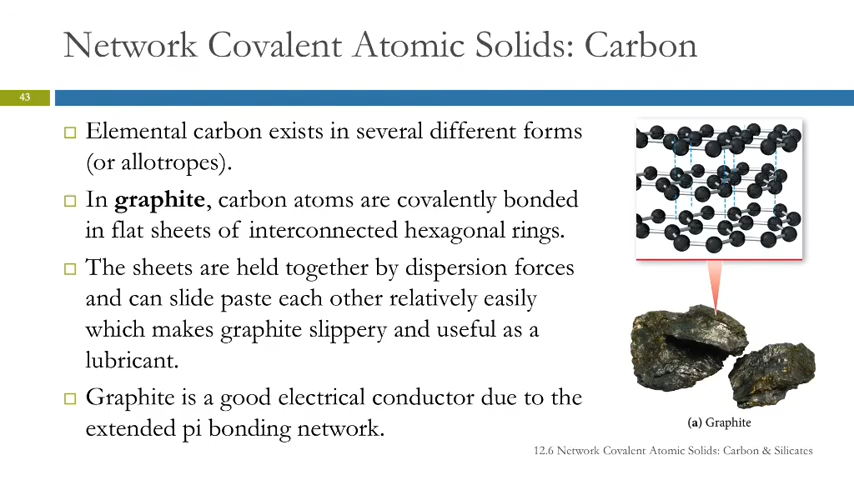 Network Covalent Atomic Solids: Carbon
43
Elemental carbon exists in several different forms
(or allotropes).
In graphite, carbon atoms are covalently bonded
in flat sheets of interconnected hexagonal rings.
The sheets are held together by dispersion forces
and can slide paste each other relatively easily
which makes graphite slippery and useful as a
lubricant.
Graphite is a good electrical conductor due to the
extended pi bonding network.
(a) Graphite
12.6 Network Covalent Atomic Solids: Carbon & Silicates